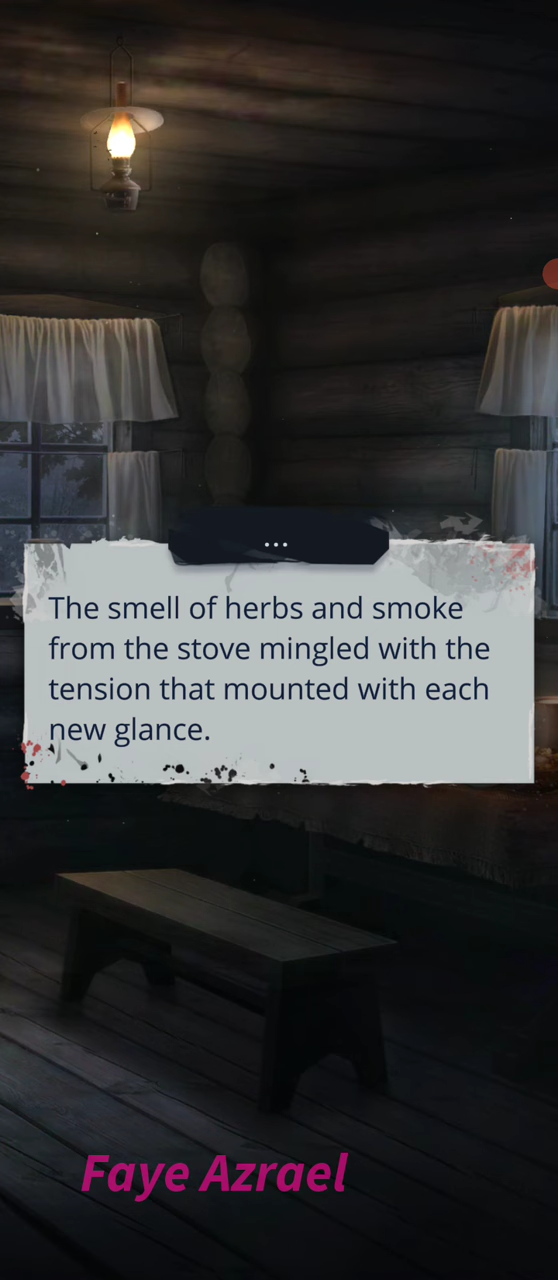 ...
The smell of herbs and smoke
from the stove mingled with the
tension that mounted with each
new glance.
Faye Azrael